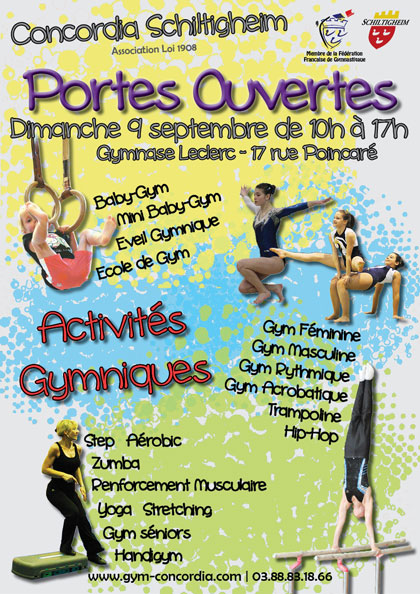 Concordia Schiltigheim
Association Loi 1908
Membre de la Fédération
Française de Gymnastique
SCHILTIGHEIM
Portes Ouvertes
Dimanche 9 septembre de 10h à 17h
Gymnase Leclerc - 17 rue Poincaré
Baby-Gym
Mini Baby-Gym
Eveil Gymnique
Ecole de Gym
Activités
Gymniques
Gym Féminine
Gym Masculine
Gym Rythmique
Gym Acrobatique
Trampoline
Hip-Hop
Step Aérobic
Zumba
Renforcement Musculaire
Yoga Stretching
Gym séniors
Handigym
www.gym-concordia.com | 03.88.83.18.66